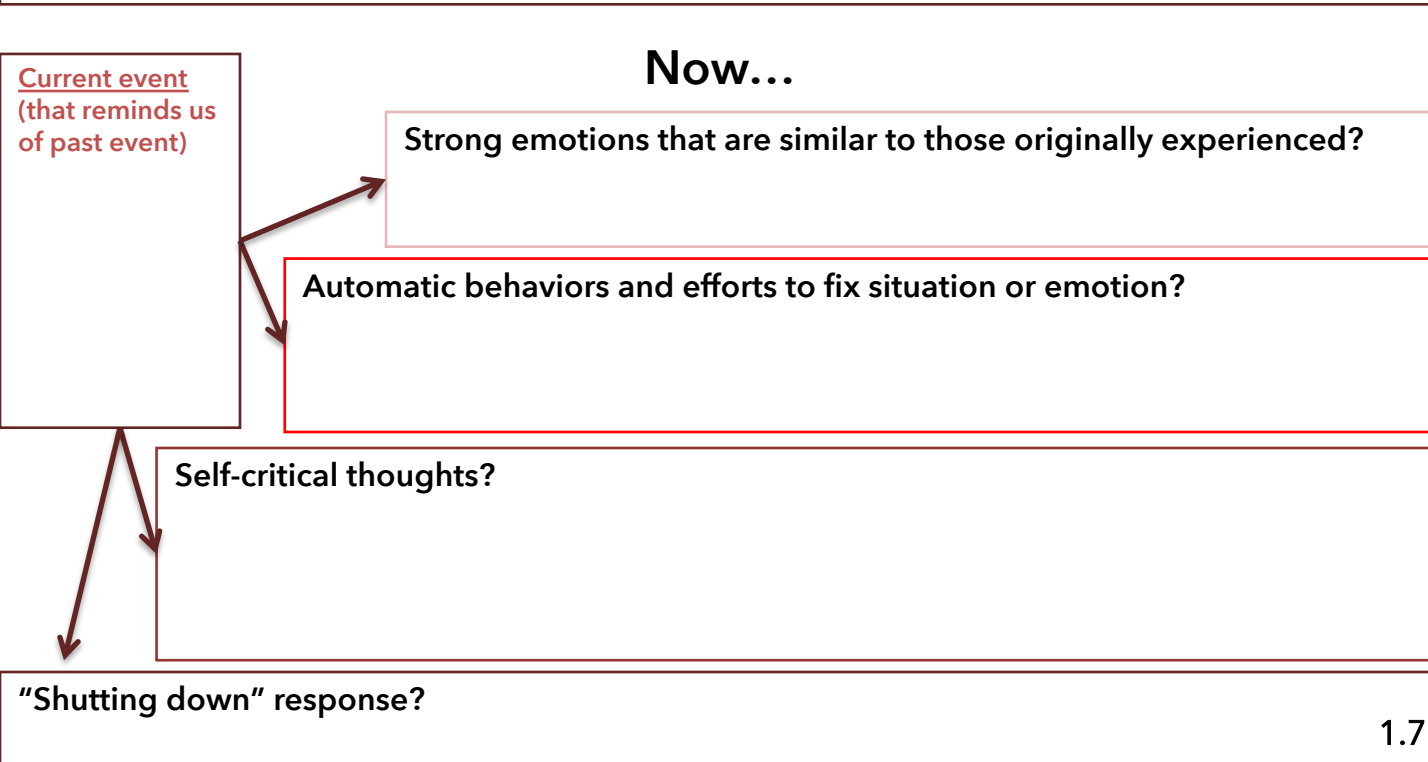 Now…
Current event
(that reminds us
of past event)
Strong emotions that are similar to those originally experienced?
Automatic behaviors and efforts to fix situation or emotion?
Self-critical thoughts?
“Shutting down” response?
1.7